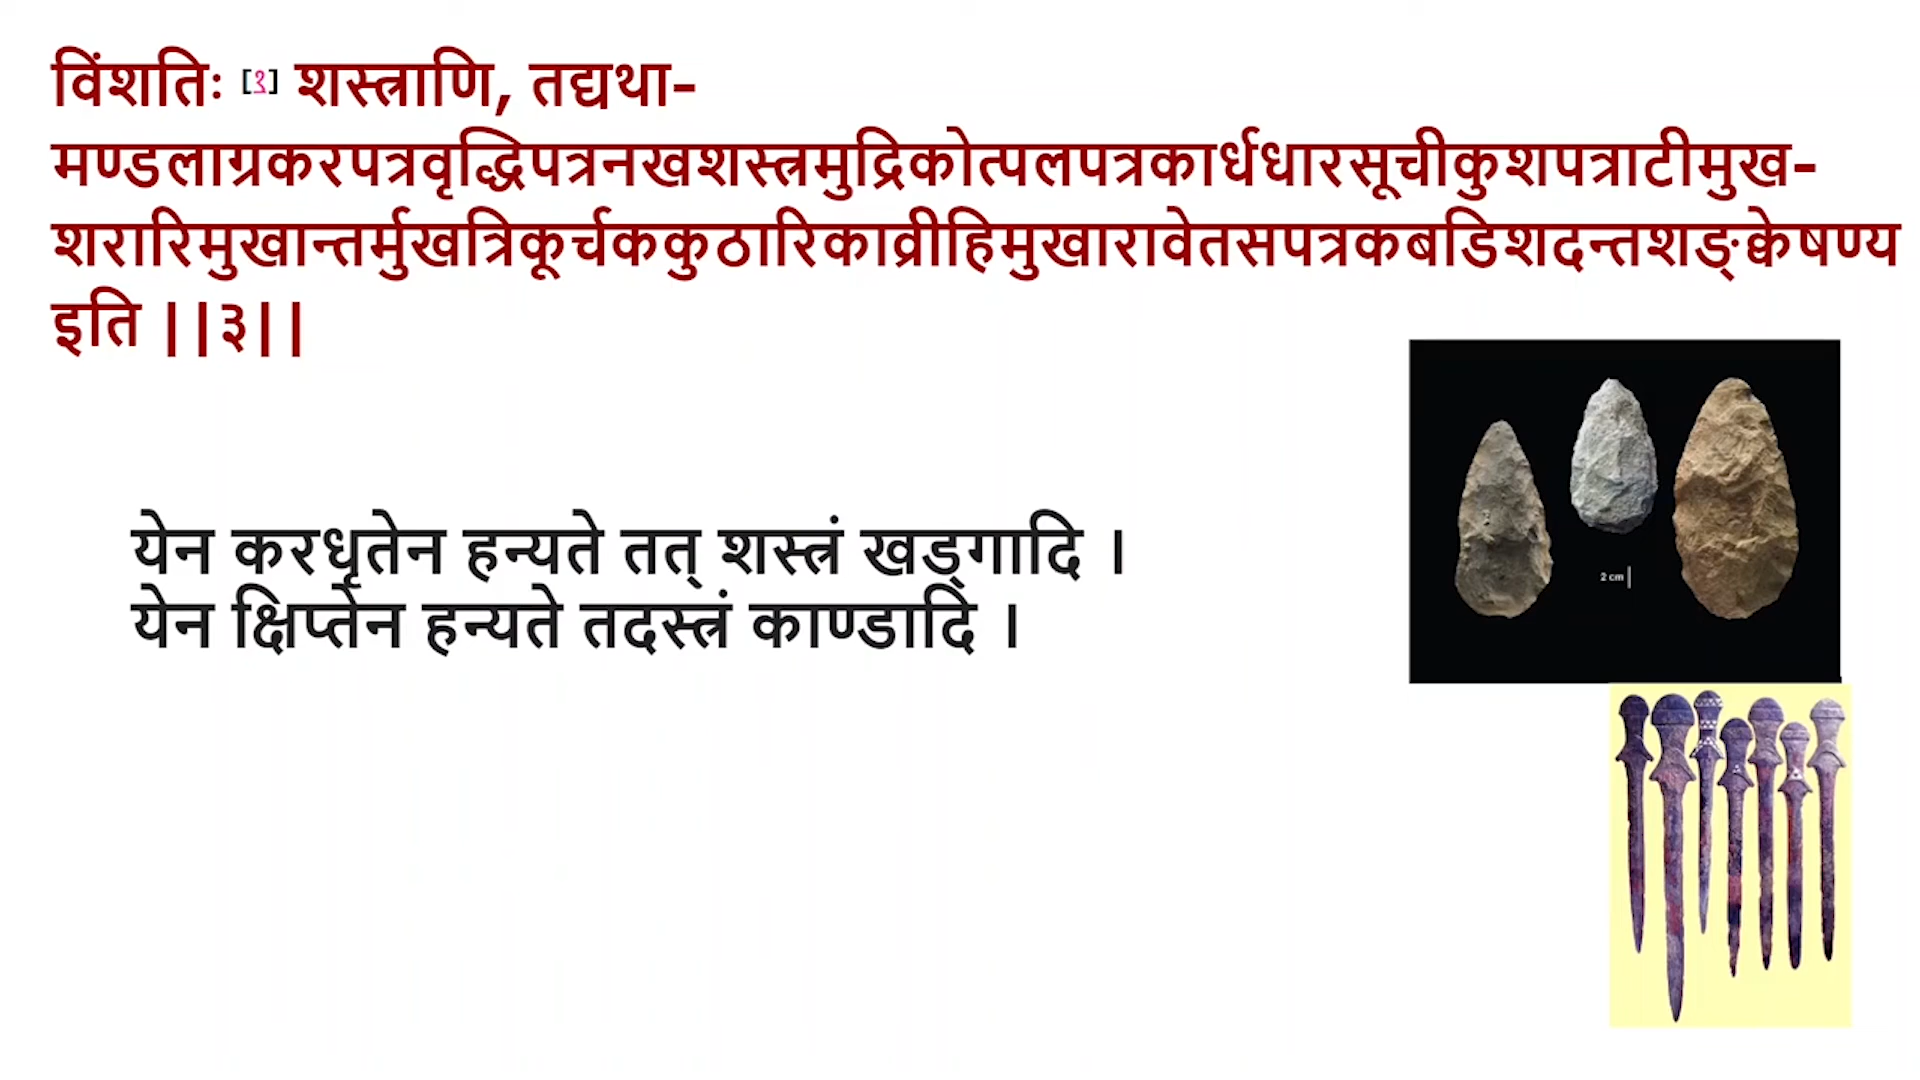 विंशतिः [१] शस्त्राणि, तद्यथा-
मण्डलाग्रकरपत्रवृद्धिपत्रनखशस्त्रमुद्रिकोत्पलपत्रकार्धधारसूचीकुशपत्राटीमुख-
शरारिमुखान्तर्मुखत्रिकूर्चककुठारिकाव्रीहिमुखारावेतसपत्रकबडिशदन्तशङ्क्वेषण्य
इति ||३||
येन करधृतेन हन्यते तत् शस्त्रं खड्गादि ।
येन क्षिप्तेन हन्यते तदस्त्रं काण्डादि ।
2 cm